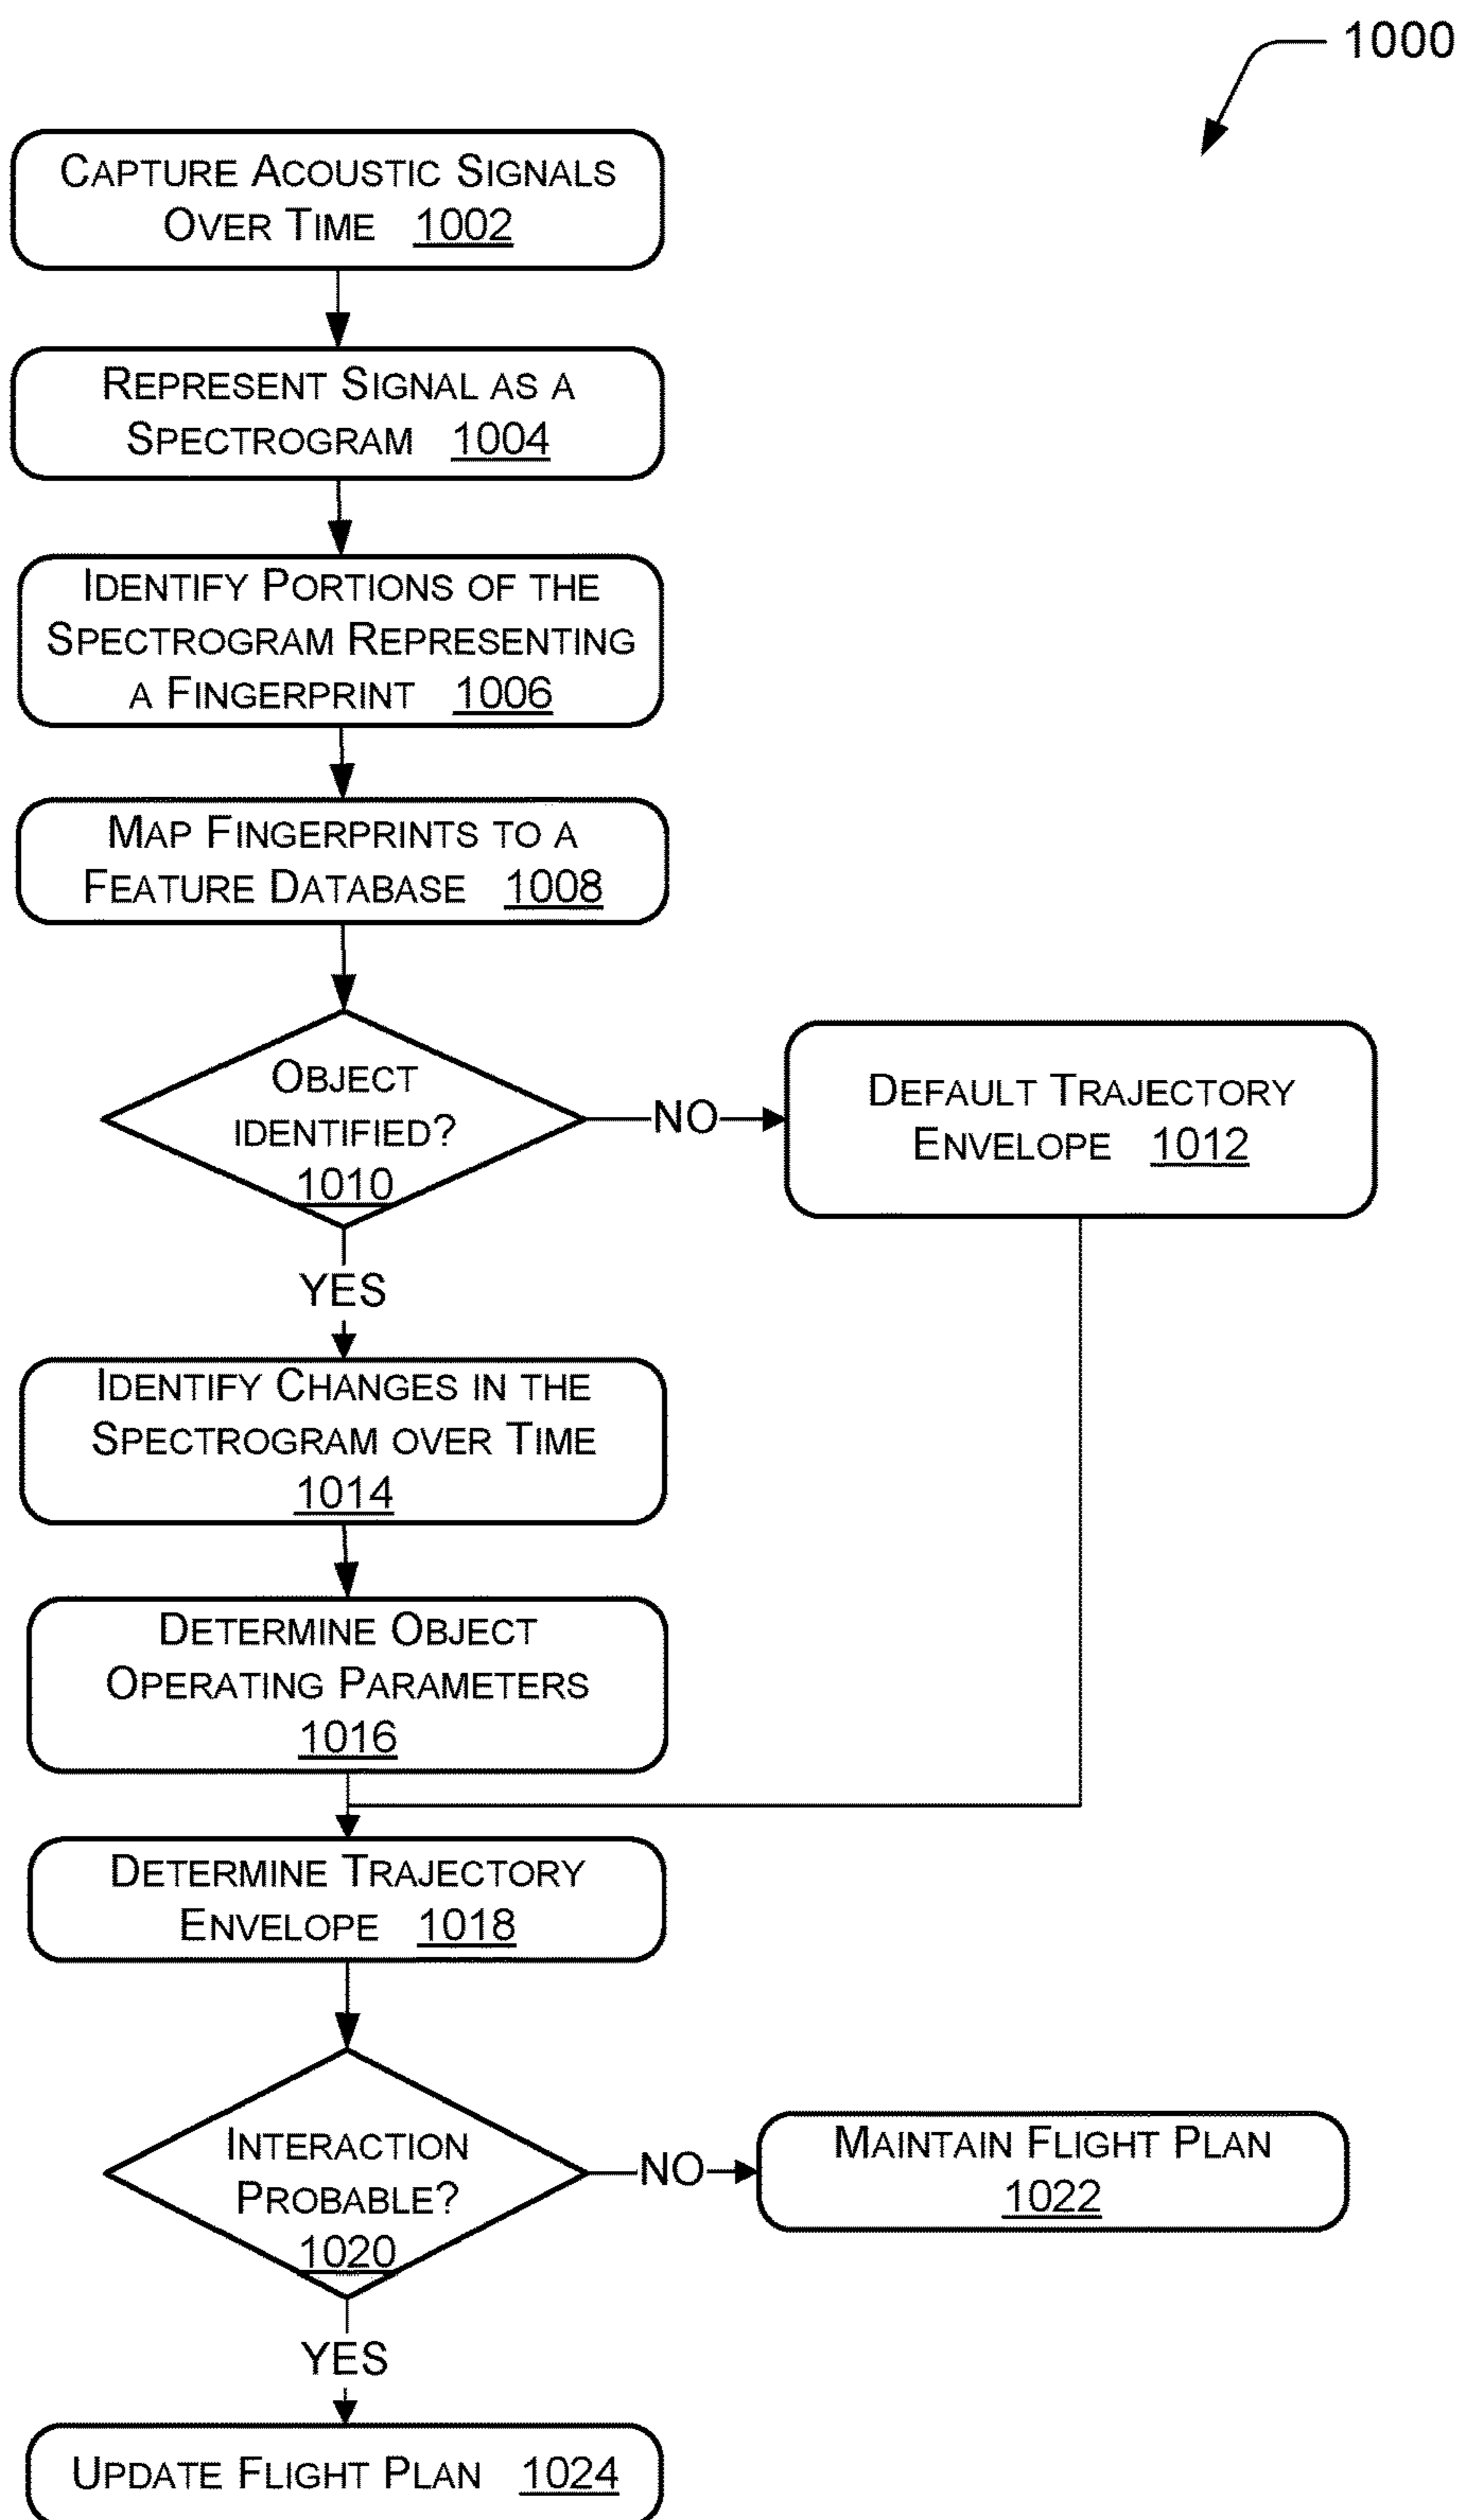 1000
CAPTURE ACOUSTIC SIGNALS
OVER TIME 1002
REPRESENT SIGNAL AS A
SPECTROGRAM 1004
IDENTIFY PORTIONS OF THE
SPECTROGRAM REPRESENTING
A FINGERPRINT 1006
MAP FINGERPRINTS TO A
FEATURE DATABASE 1008
OBJECT
IDENTIFIED?
1010
NO
DEFAULT TRAJECTORY
ENVELOPE 1012
YES
IDENTIFY CHANGES IN THE
SPECTROGRAM OVER TIME
1014
DETERMINE OBJECT
OPERATING PARAMETERS
1016
DETERMINE TRAJECTORY
ENVELOPE 1018
INTERACTION
PROBABLE?
1020
NO
MAINTAIN FLIGHT PLAN
1022
YES
UPDATE FLIGHT PLAN 1024